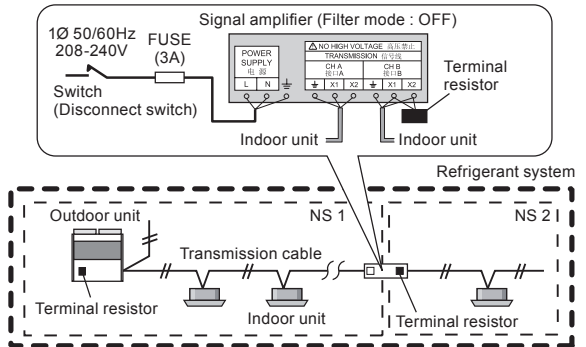 Signal amplifier (Filter mode : OFF)
1Ø 50/60Hz
208-240V
FUSE
(3A)
Switch
(Disconnect switch)
POWER
SUPPLY
电 源
L N ⏚
⚠NO HIGH VOLTAGE 高压禁止
TRANSMISSION 信号线
CH A
接口A
CH B
接口B
⏚ X1 X2 ⏚ X1 X2
Terminal
resistor
Indoor unit
Indoor unit
Refrigerant system
Outdoor unit
NS 1
NS 2
Transmission cable
Terminal resistor
Indoor unit
Terminal resistor